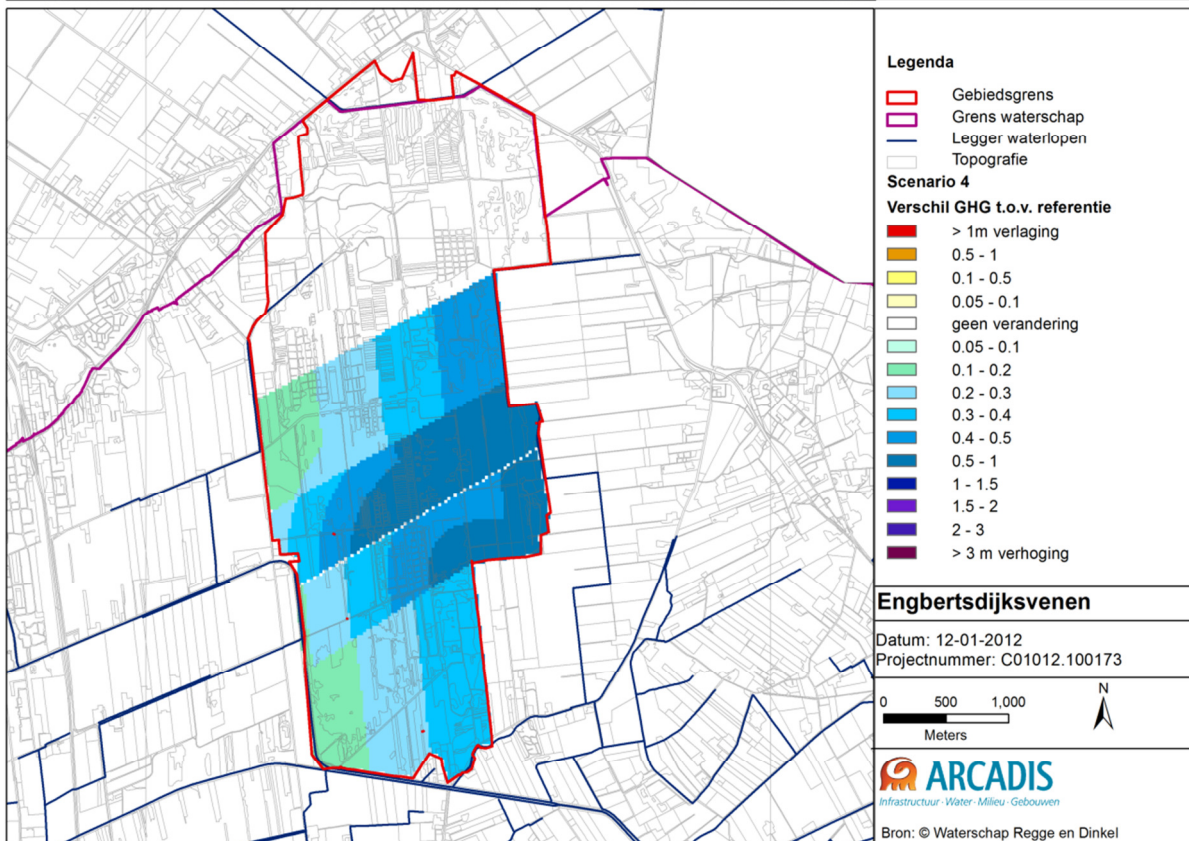 Legenda
Gebiedsgrens
Grens waterschap
Legger waterlopen
Topografie
Scenario 4
Verschil GHG t.o.v. referentie
> 1m verlaging
0.5 - 1
0.1 - 0.5
0.05 - 0.1
geen verandering
0.05 - 0.1
0.1 - 0.2
0.2 - 0.3
0.3 - 0.4
0.4 - 0.5
0.5 - 1
1 - 1.5
1.5 - 2
2 - 3
> 3 m verhoging
Engbertsdijksvenen
Datum: 12-01-2012
Projectnummer: C01012.100173
0 500 1,000
Meters
N
ARCADIS
Infrastructuur · Water · Milieu · Gebouwen
Bron: © Waterschap Regge en Dinkel